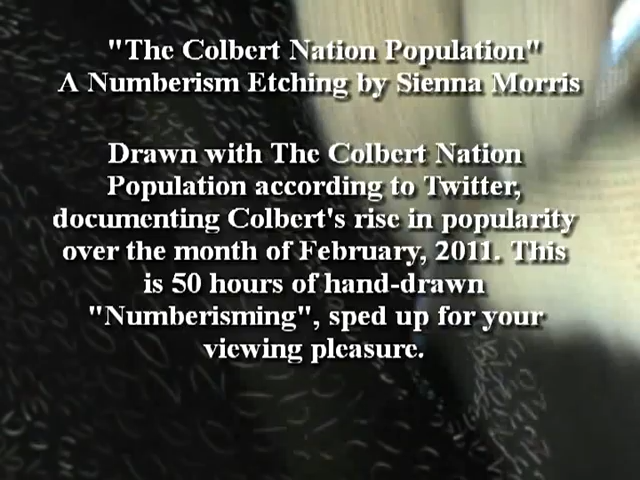 "The Colbert Nation Population"
A Numberism Etching by Sienna Morris
Drawn with The Colbert Nation
Population according to Twitter,
documenting Colbert's rise in popularity
over the month of February, 2011. This
is 50 hours of hand-drawn
"Numberisming", sped up for your
viewing pleasure.